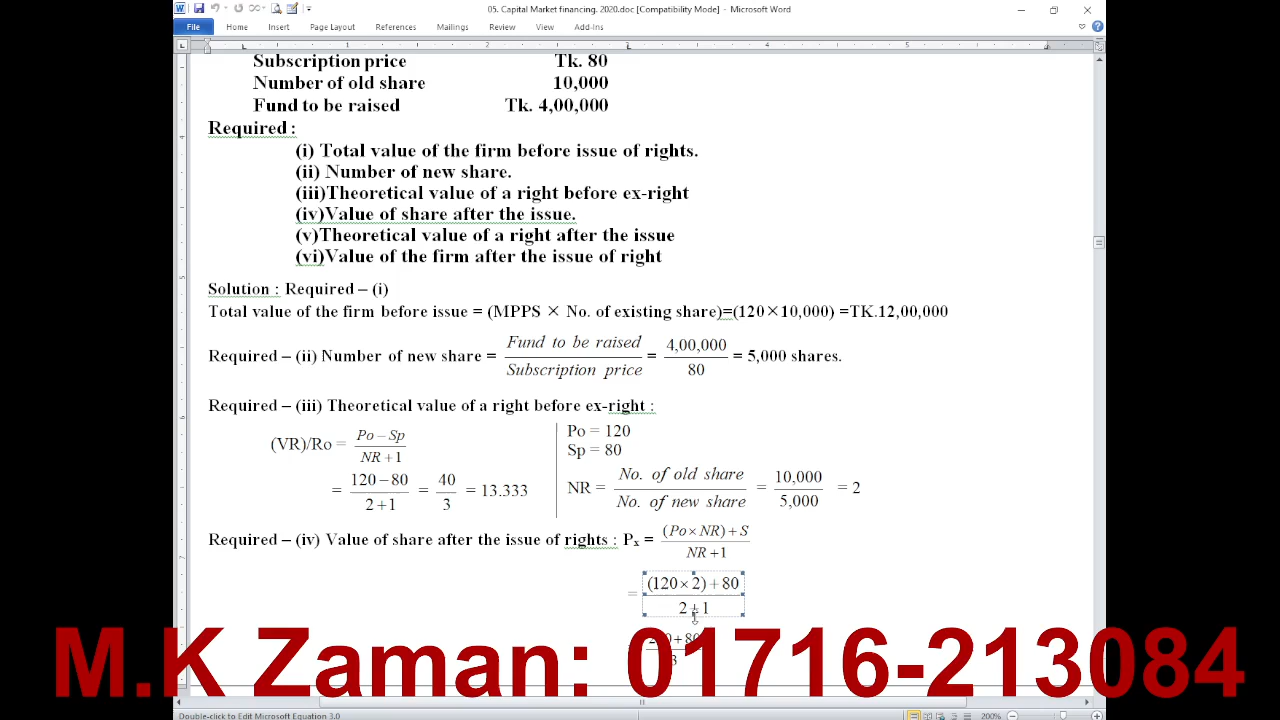 05. Capital Market financing. 2020.doc [Compatibility Mode] - Microsoft Word
File Home Insert Page Layout References Mailings Review View Add-Ins
1 2 3 4 5
Subscription price Tk. 80
Number of old share 10,000
Fund to be raised Tk. 4,00,000
Required :
(i) Total value of the firm before issue of rights.
(ii) Number of new share.
(iii)Theoretical value of a right before ex-right
(iv)Value of share after the issue.
(v)Theoretical value of a right after the issue
(vi)Value of the firm after the issue of right
Solution : Required – (i)
Total value of the firm before issue = (MPPS × No. of existing share)=(120×10,000) =TK.12,00,000
Required – (ii) Number of new share = Fund to be raised / Subscription price = 4,00,000 / 80 = 5,000 shares.
Required – (iii) Theoretical value of a right before ex-right :
(VR)/Ro = Po – Sp / NR + 1
= 120 – 80 / 2 + 1 = 40 / 3 = 13.333
Po = 120
Sp = 80
NR = No. of old share / No. of new share = 10,000 / 5,000 = 2
Required – (iv) Value of share after the issue of rights : Px = (Po × NR) + S / NR + 1
= (120 × 2) + 80 / 2 + 1
M.K Zaman: 01716-213084
Double-click to Edit Microsoft Equation 3.0
200%